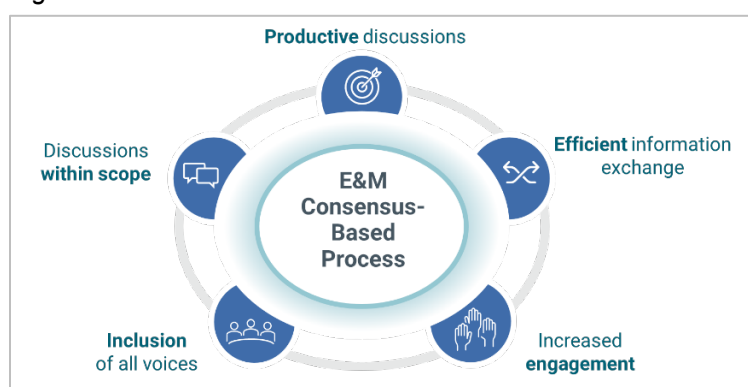 Productive discussions
Discussions
within scope
Efficient information
exchange
E&M
Consensus-
Based
Process
Inclusion
of all voices
Increased
engagement